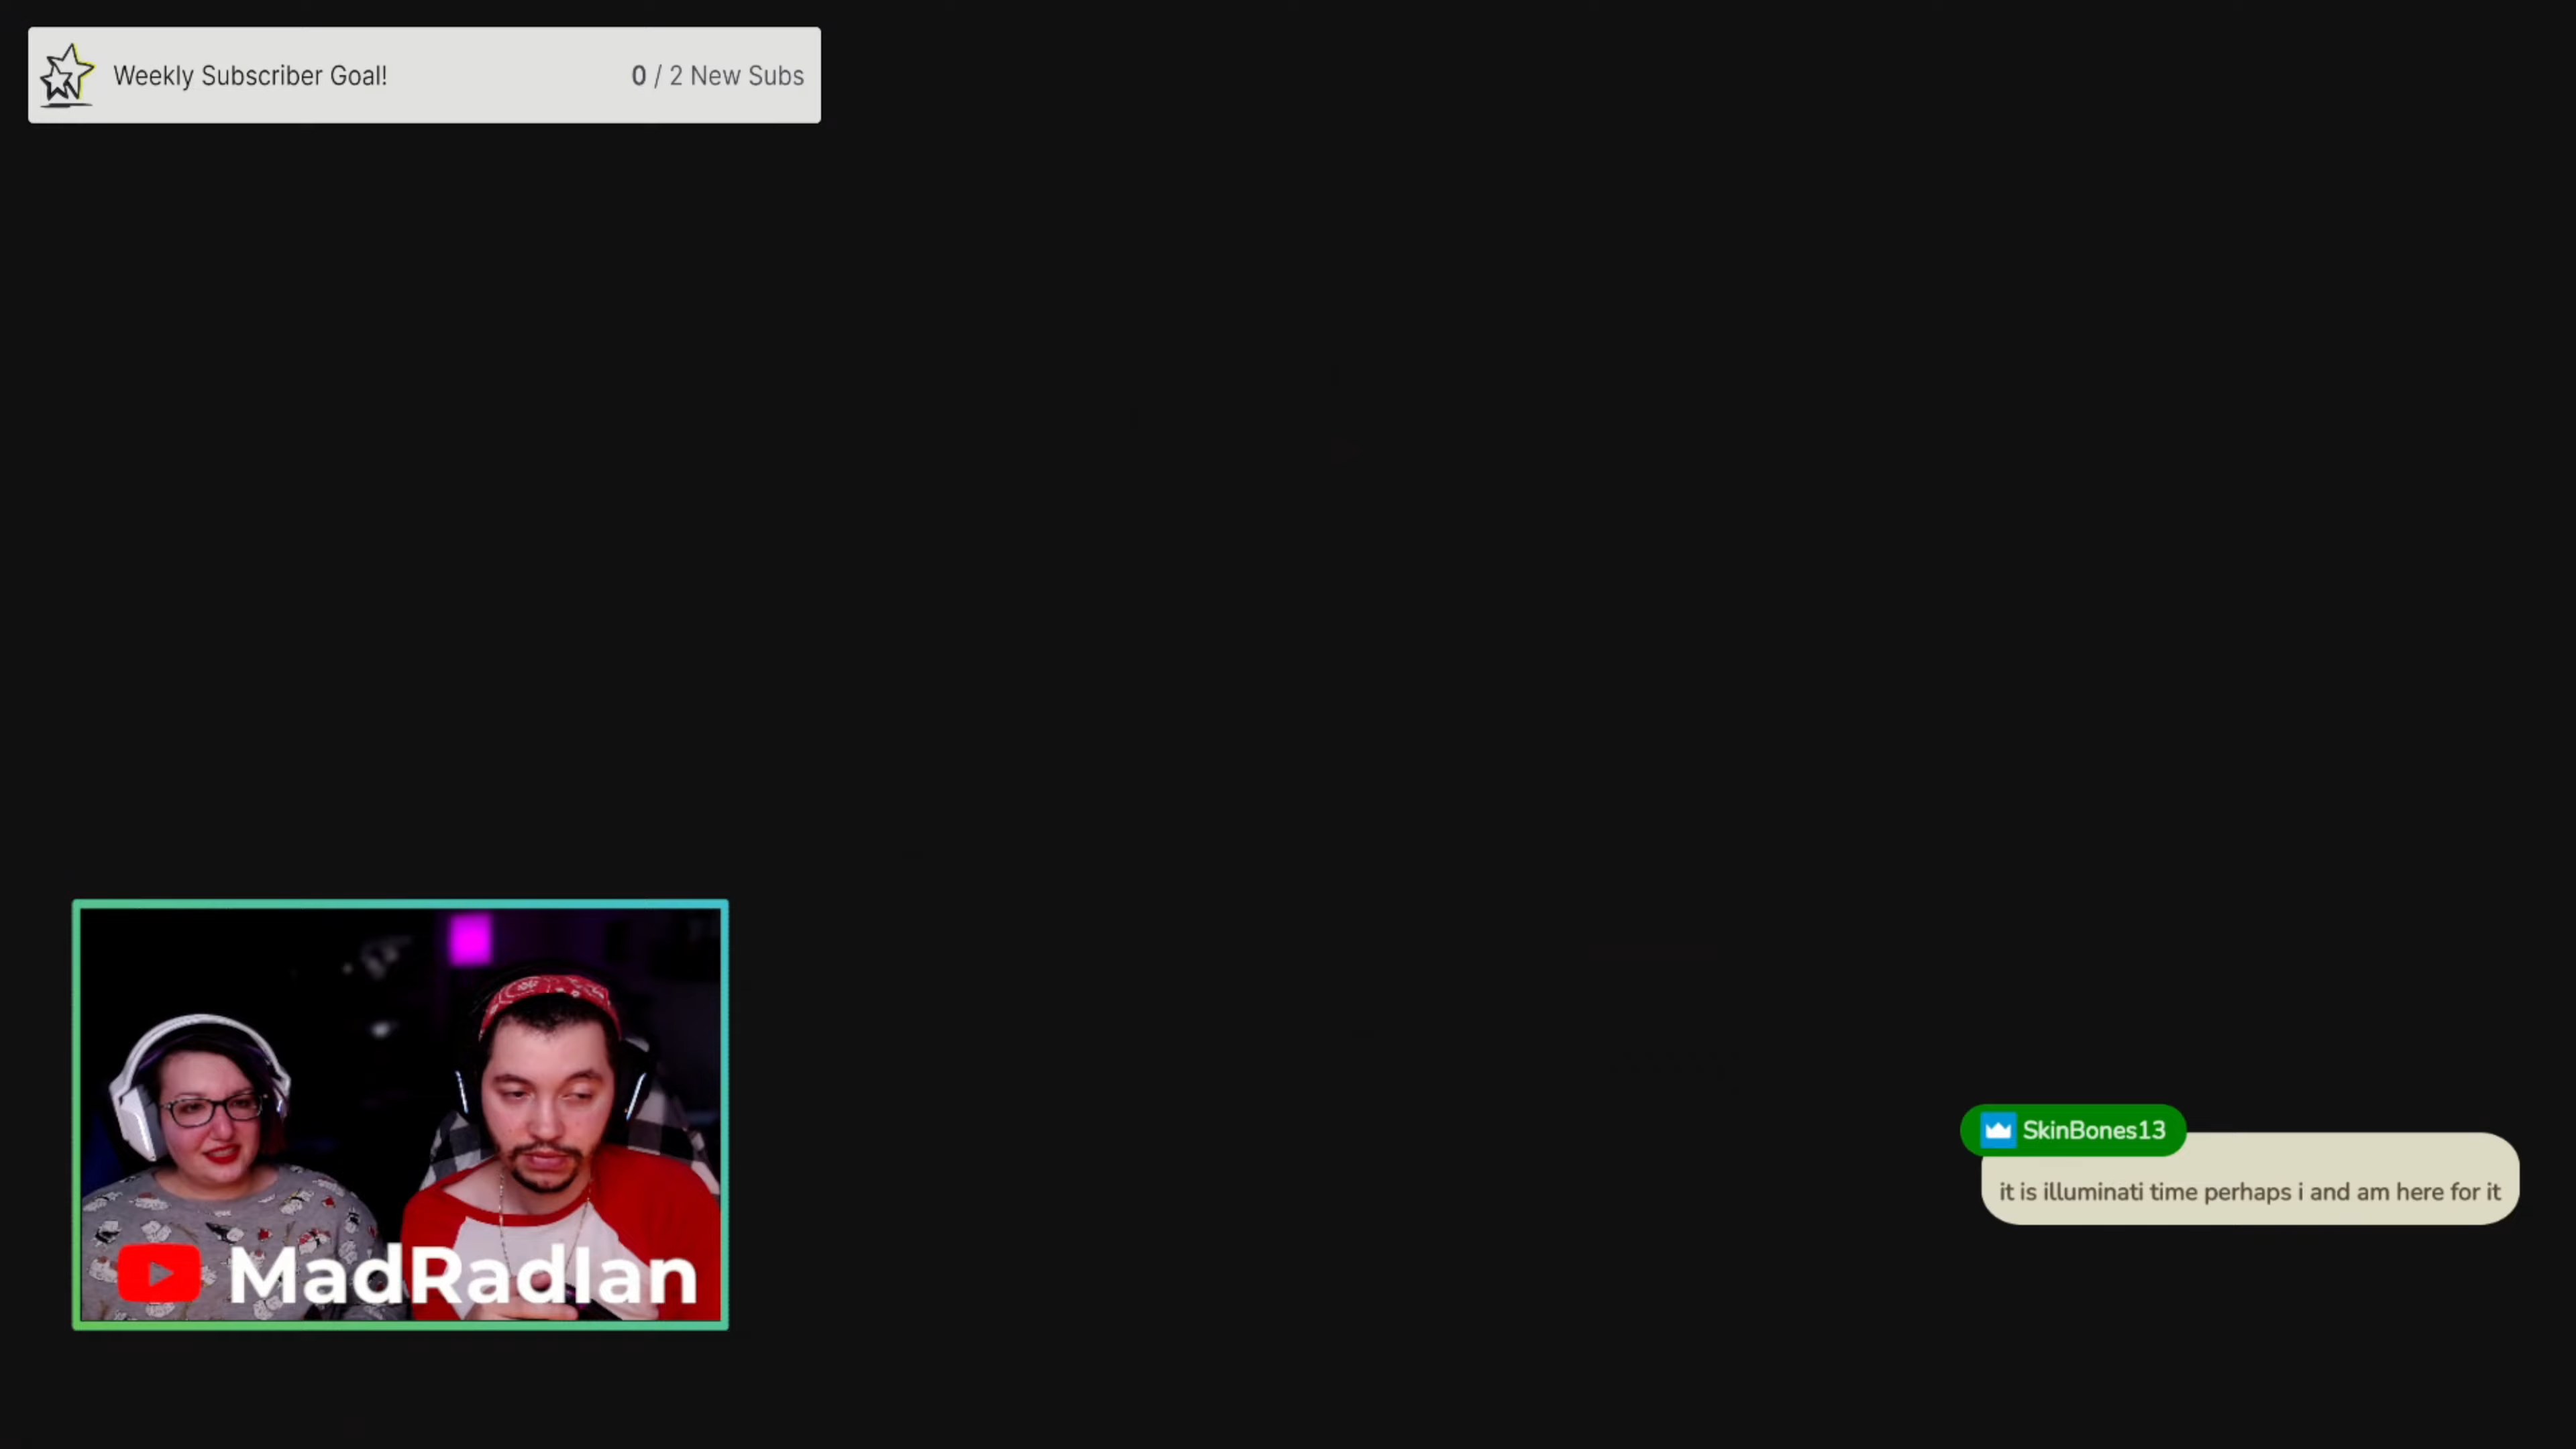 Weekly Subscriber Goal!
0 / 2 New Subs
MadRadIan
SkinBones13
it is illuminati time perhaps i and am here for it